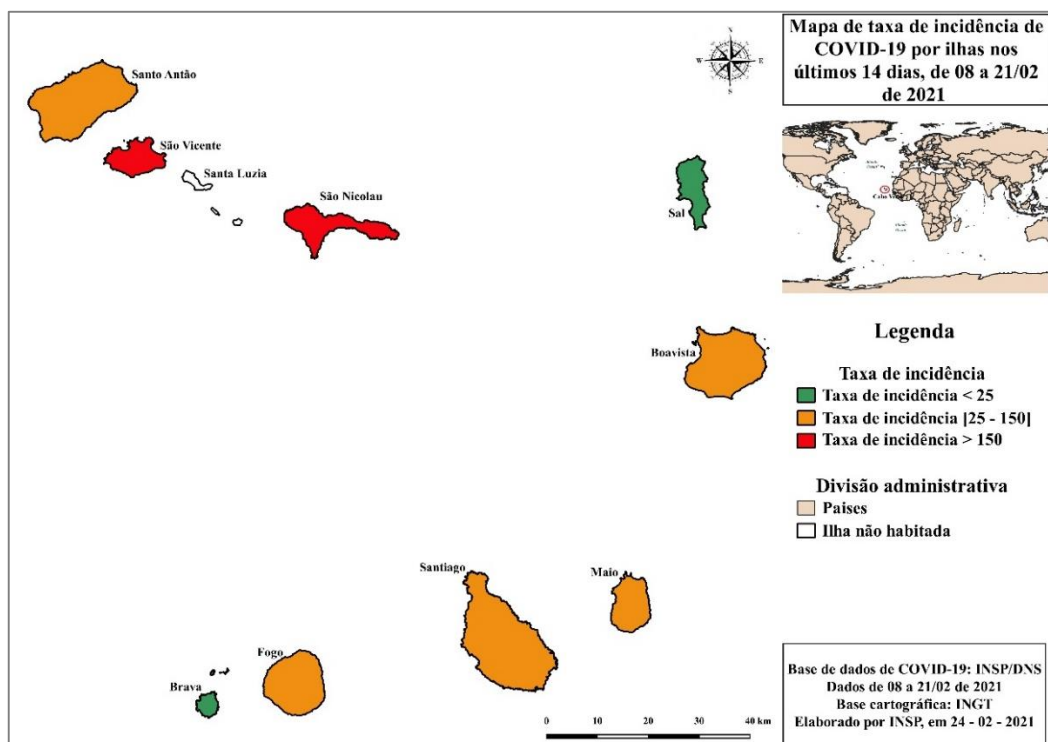 Mapa de taxa de incidência de
COVID-19 por ilhas nos
últimos 14 dias, de 08 a 21/02
de 2021
N
W
E
S
Santo Antão
São Vicente
Santa Luzia
São Nicolau
Sal
Boavista
Santiago
Maio
Fogo
Brava
Legenda
Taxa de incidência
Taxa de incidência < 25
Taxa de incidência [25 - 150]
Taxa de incidência > 150
Divisão administrativa
Paises
Ilha não habitada
0 10 20 30 40 km
Base de dados de COVID-19: INSP/DNS
Dados de 08 a 21/02 de 2021
Base cartográfica: INGT
Elaborado por INSP, em 24 - 02 - 2021